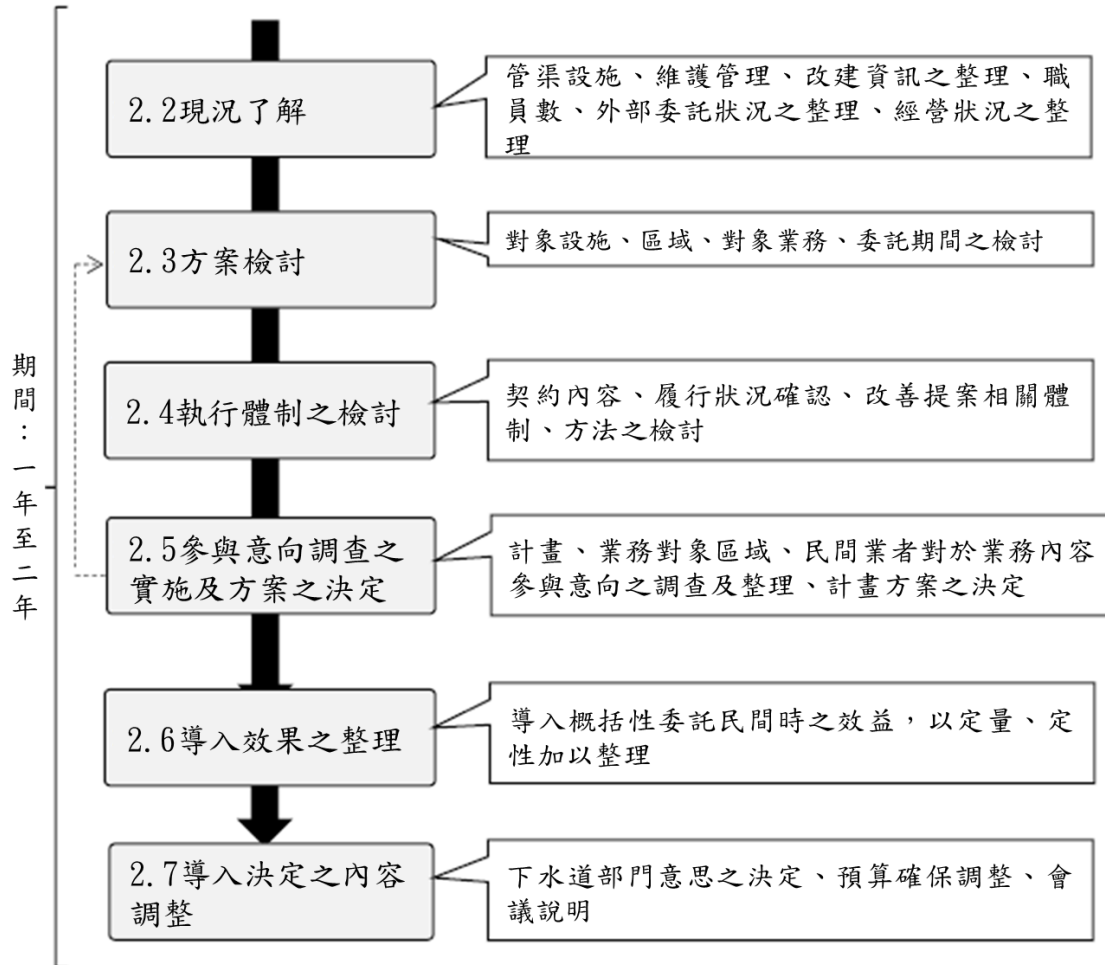 期間：一年至二年
2.2現況了解
管渠設施、維護管理、改建資訊之整理、職
員數、外部委託狀況之整理、經營狀況之整
理
2.3方案檢討
對象設施、區域、對象業務、委託期間之檢討
2.4執行體制之檢討
契約內容、履行狀況確認、改善提案相關體
制、方法之檢討
2.5參與意向調查之
實施及方案之決定
計畫、業務對象區域、民間業者對於業務內容
參與意向之調查及整理、計畫方案之決定
2.6導入效果之整理
導入概括性委託民間時之效益，以定量、定
性加以整理
2.7導入決定之內容
調整
下水道部門意思之決定、預算確保調整、會
議說明